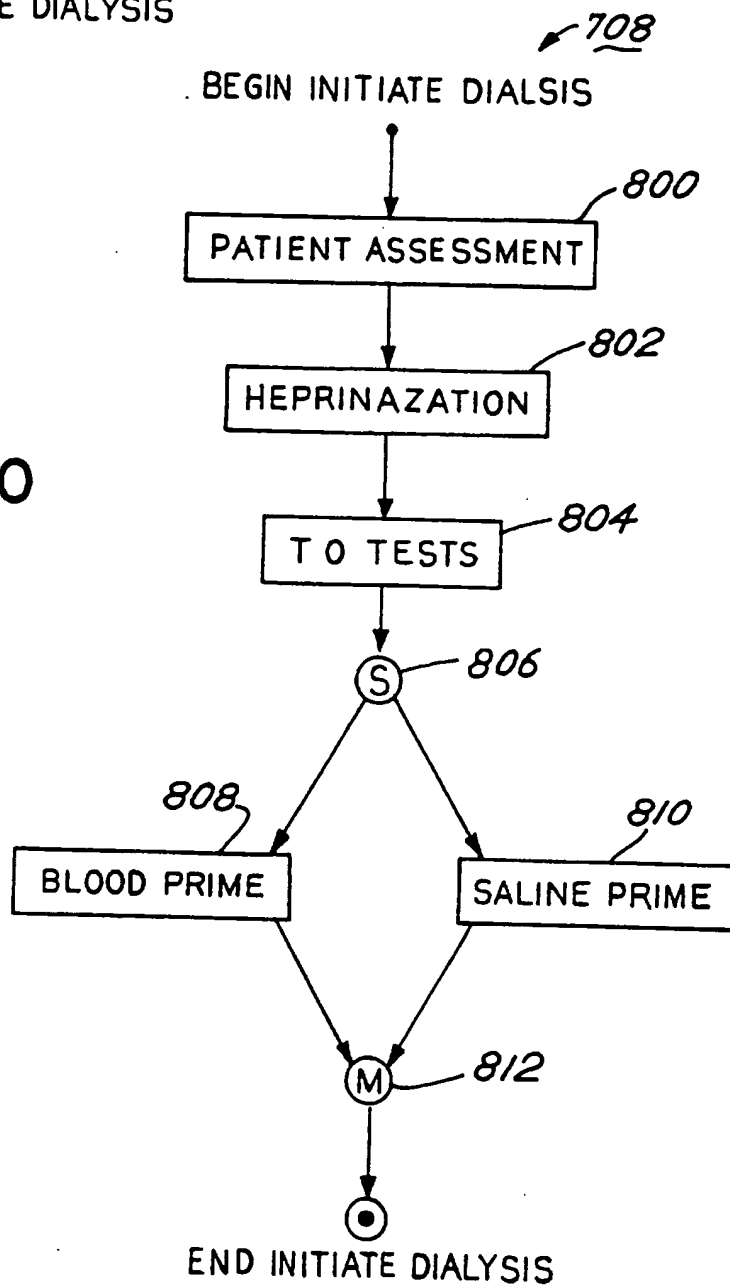 E DIALYSIS
708
BEGIN INITIATE DIALSIS
800
PATIENT ASSESSMENT
802
HEPRINAZATION
O
804
T O TESTS
806
S
808
810
BLOOD PRIME
SALINE PRIME
812
M
END INITIATE DIALYSIS